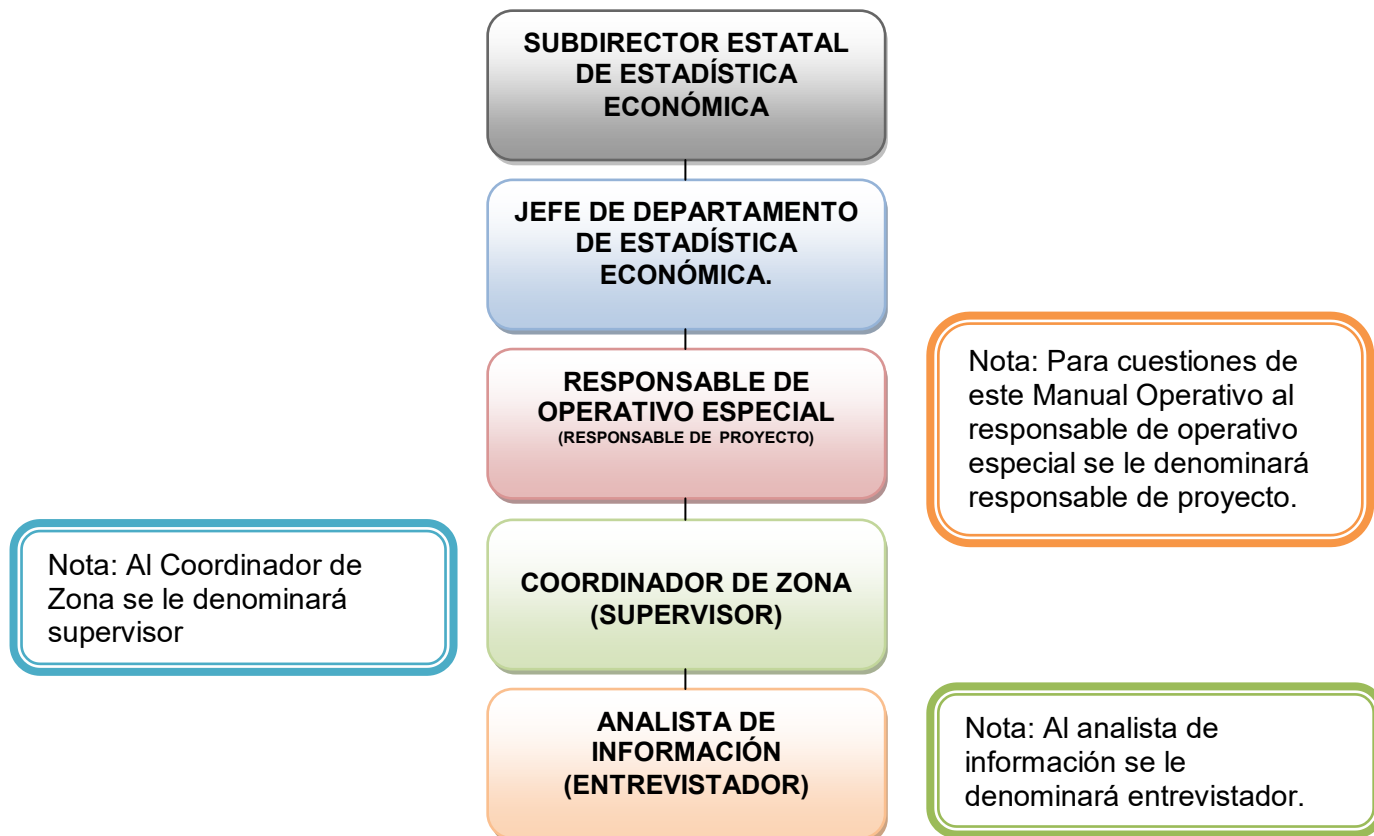 SUBDIRECTOR ESTATAL
DE ESTADÍSTICA
ECONÓMICA
JEFE DE DEPARTAMENTO
DE ESTADÍSTICA
ECONÓMICA.
RESPONSABLE DE
OPERATIVO ESPECIAL
(RESPONSABLE DE PROYECTO)
Nota: Para cuestiones de
este Manual Operativo al
responsable de operativo
especial se le denominará
responsable de proyecto.
Nota: Al Coordinador de
Zona se le denominará
supervisor
COORDINADOR DE ZONA
(SUPERVISOR)
ANALISTA DE
INFORMACIÓN
(ENTREVISTADOR)
Nota: Al analista de
información se le
denominará entrevistador.